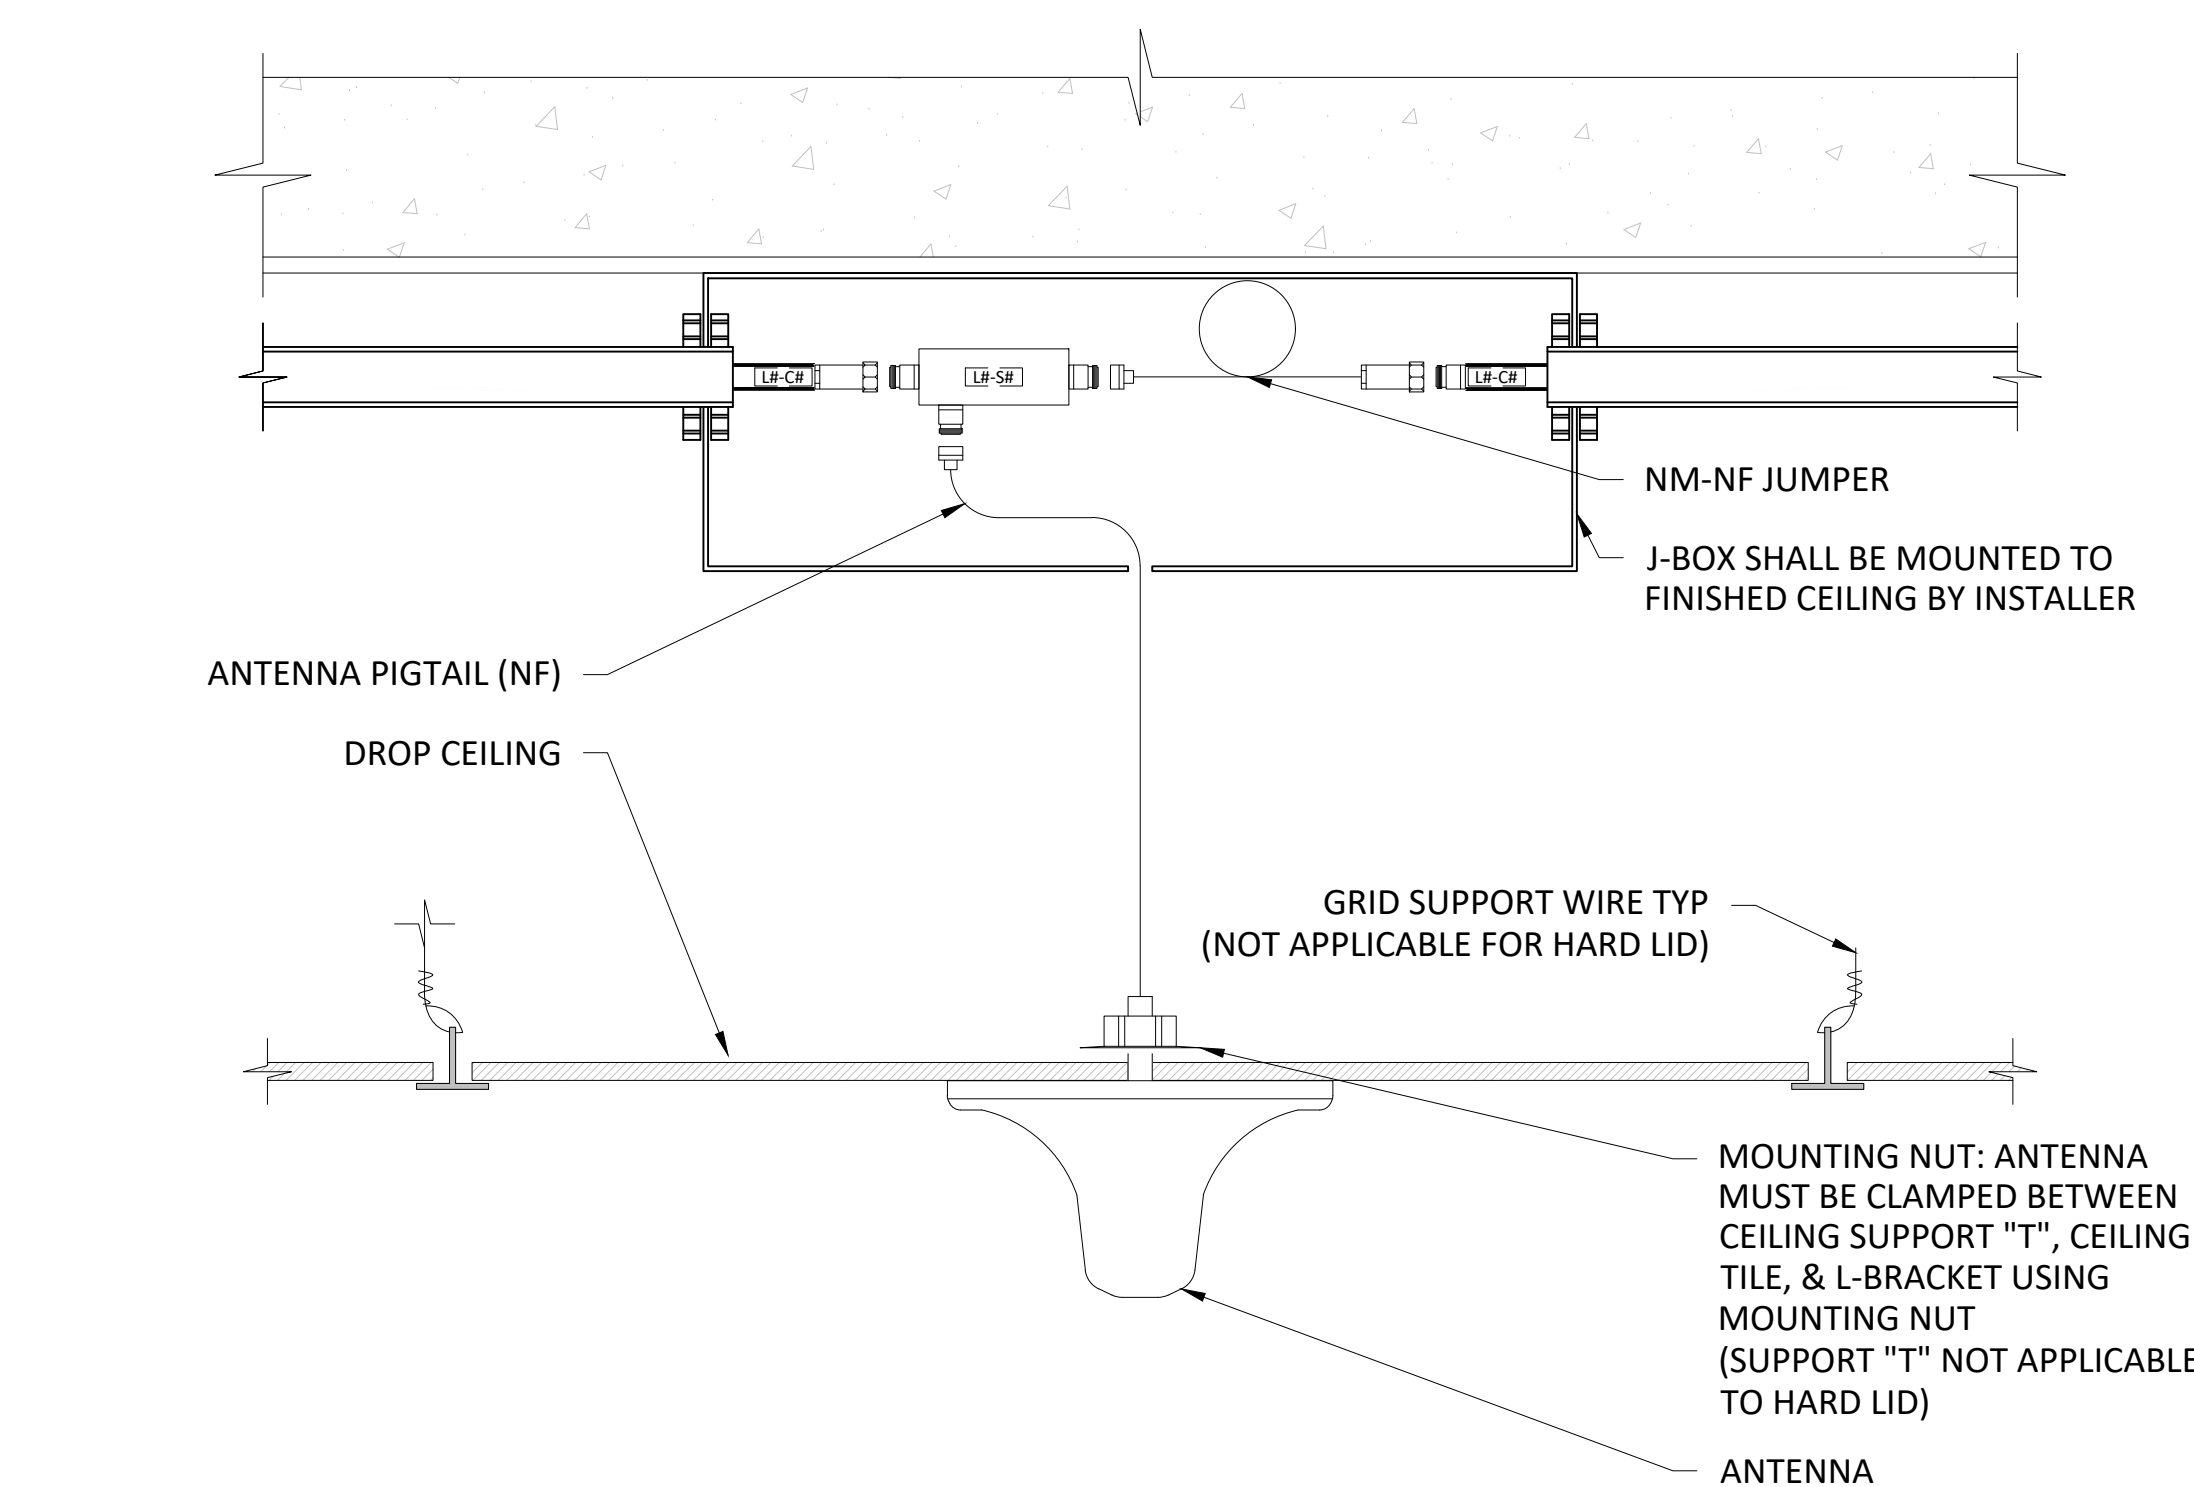 L#-C#
L#-S#
L#-C#
NM-NF JUMPER
J-BOX SHALL BE MOUNTED TO
FINISHED CEILING BY INSTALLER
ANTENNA PIGTAIL (NF)
DROP CEILING
GRID SUPPORT WIRE TYP
(NOT APPLICABLE FOR HARD LID)
MOUNTING NUT: ANTENNA
MUST BE CLAMPED BETWEEN
CEILING SUPPORT "T", CEILING
TILE, & L-BRACKET USING
MOUNTING NUT
(SUPPORT "T" NOT APPLICABLE
TO HARD LID)
ANTENNA